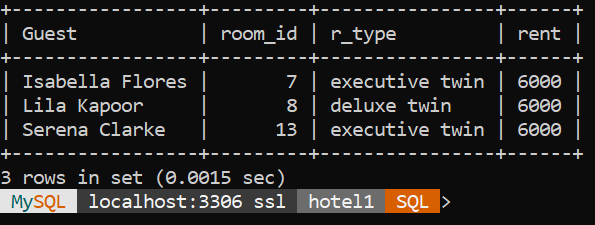 +-----------------+---------+----------------+------+
| Guest           | room_id | r_type         | rent |
+-----------------+---------+----------------+------+
| Isabella Flores |       7 | executive twin | 6000 |
| Lila Kapoor     |       8 | deluxe twin    | 6000 |
| Serena Clarke   |      13 | executive twin | 6000 |
+-----------------+---------+----------------+------+
3 rows in set (0.0015 sec)
MySQL localhost:3306 ssl hotel1 SQL >